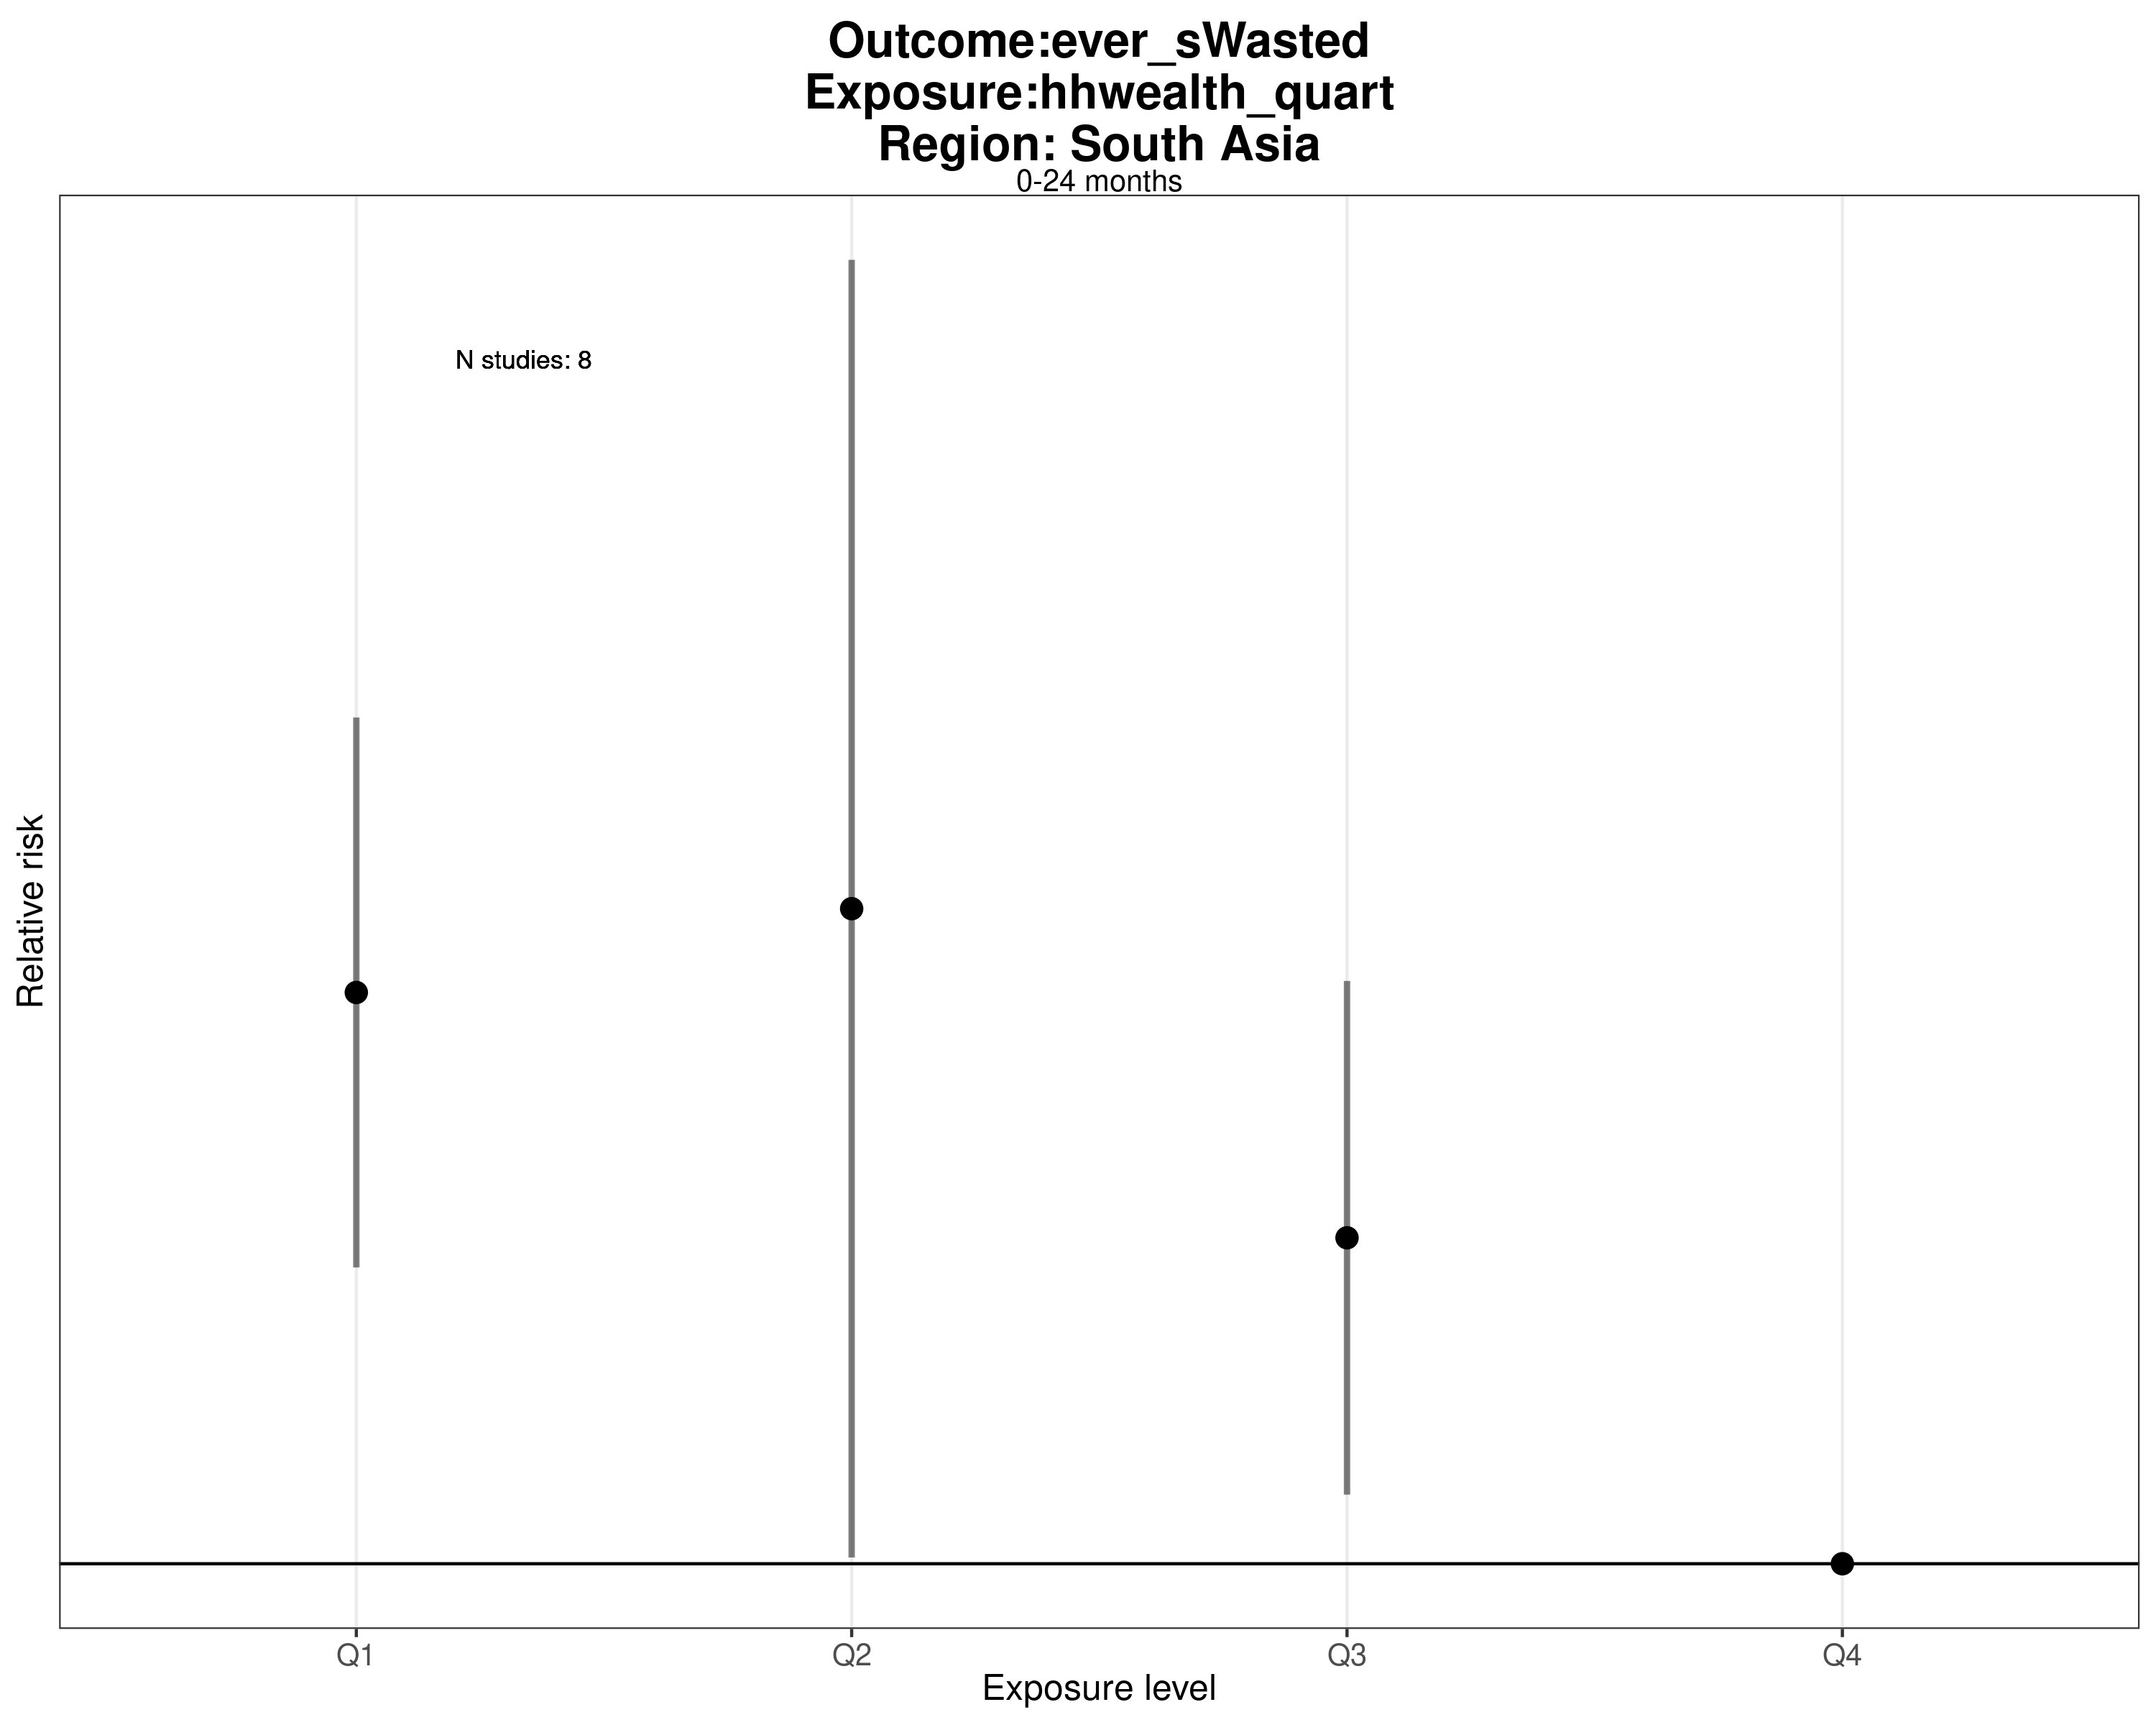 Outcome:ever_sWasted
Exposure:hhwealth_quart
Region: South Asia
0-24 months
N studies: 8
Relative risk
Q1 Q2 Q3 Q4
Exposure level